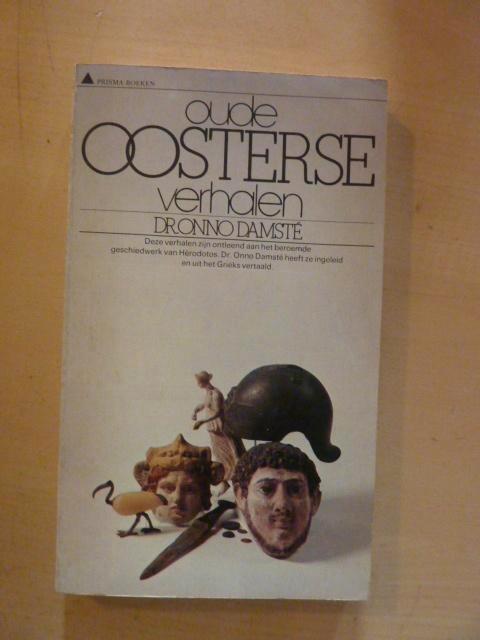 PRISMA-BOEKEN
oude
OOSTERSE
verhalen
DR.ONNO DAMSTÉ
Deze verhalen zijn ontleend aan het beroemde
geschiedwerk van Hérodotos. Dr. Onno Damsté heeft ze ingeleid
en uit het Grieks vertaald.